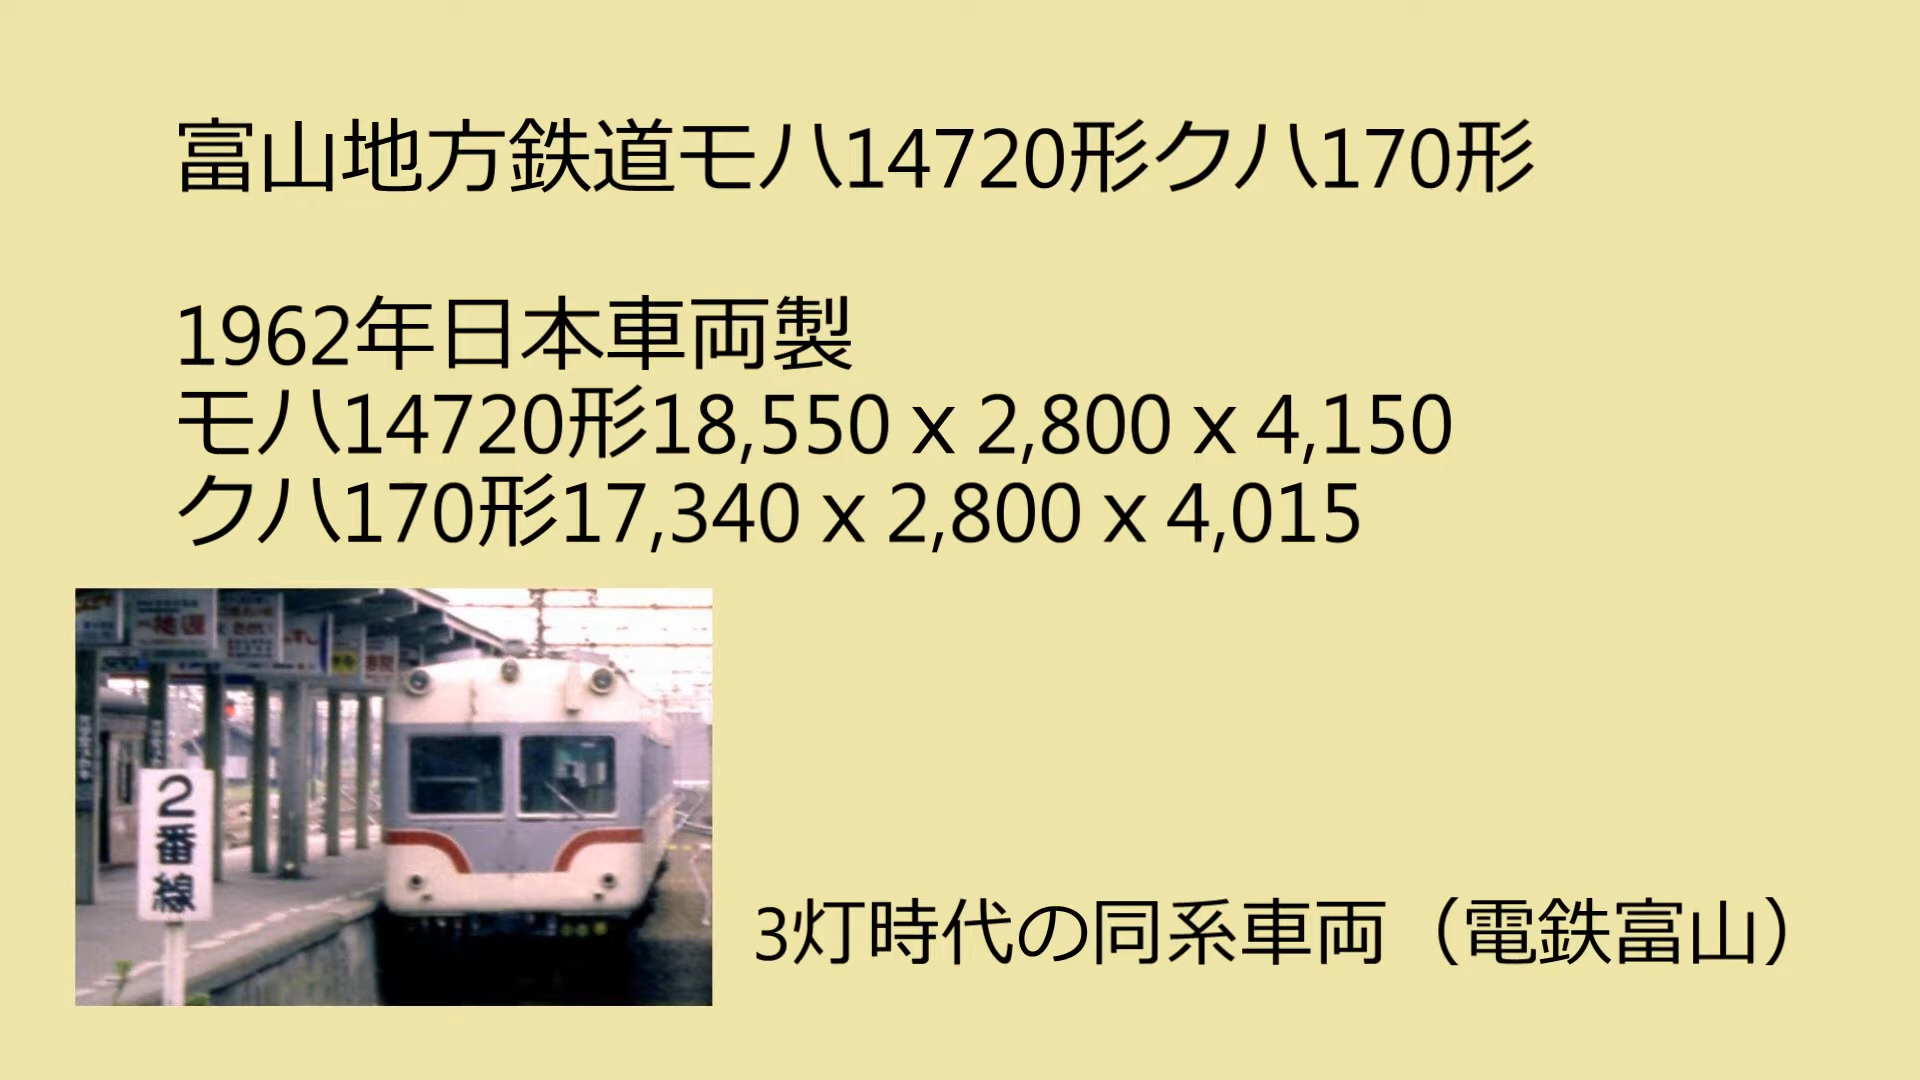 富山地方鉄道モハ14720形クハ170形
1962年日本車両製
モハ14720形18,550 x 2,800 x 4,150
クハ170形17,340 x 2,800 x 4,015
2番線
3灯時代の同系車両（電鉄富山）